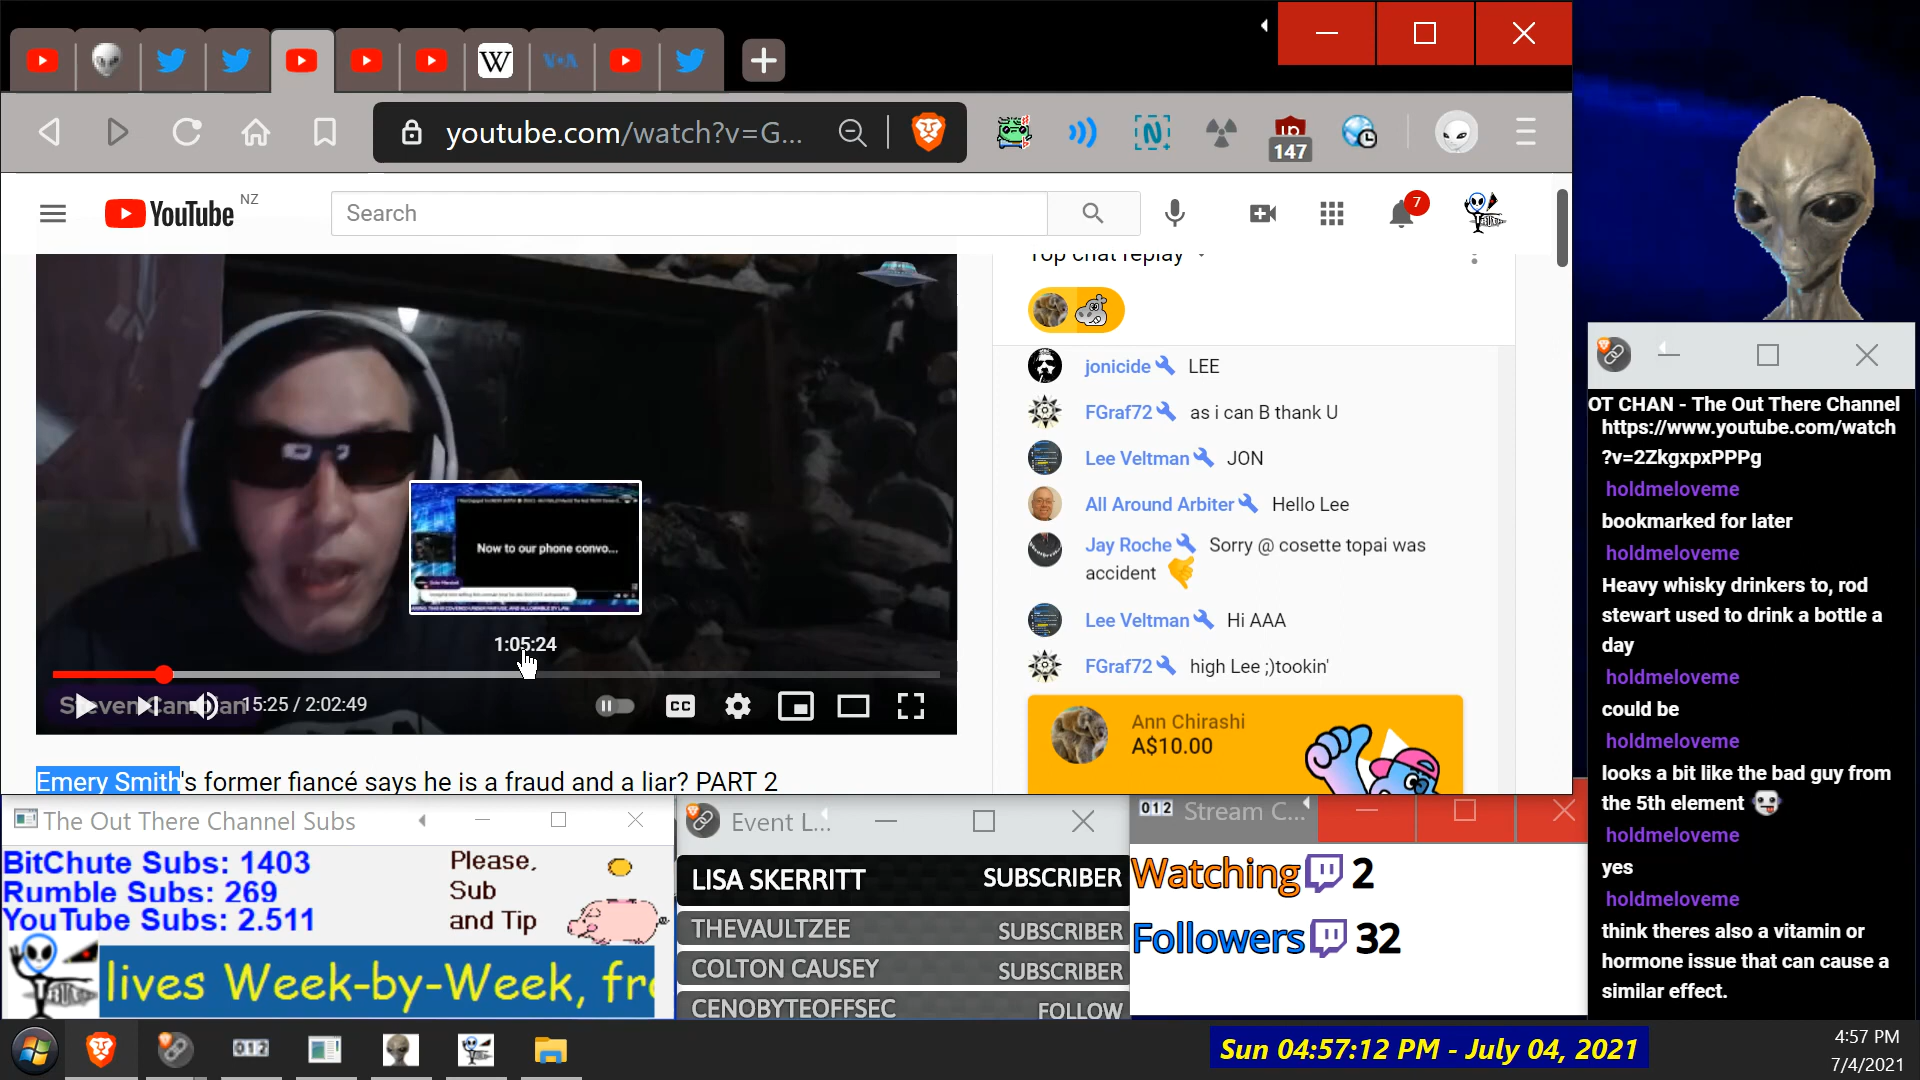 VOA
W
youtube.com/watch?v=G...
147
YouTube NZ
Search
7
Top chat replay
jonicide LEE
FGraf72 as i can B thank U
Lee Veltman JON
All Around Arbiter Hello Lee
Jay Roche Sorry @ cosette topai was
accident
Lee Veltman Hi AAA
FGraf72 high Lee ;)tookin'
Ann Chirashi
A$10.00
Now to our phone convo...
1:05:24
Steven Cambian
15:25 / 2:02:49
CC
Emery Smith's former fiancé says he is a fraud and a liar? PART 2
OT CHAN - The Out There Channel
https://www.youtube.com/watch
?v=2ZkgxpxPPPg
holdmeloveme
bookmarked for later
holdmeloveme
Heavy whisky drinkers to, rod
stewart used to drink a bottle a
day
holdmeloveme
could be
holdmeloveme
looks a bit like the bad guy from
the 5th element
holdmeloveme
yes
holdmeloveme
think theres also a vitamin or
hormone issue that can cause a
similar effect.
The Out There Channel Subs
BitChute Subs: 1403
Rumble Subs: 269
YouTube Subs: 2.511
Please,
Sub
and Tip
lives Week-by-Week, fr
Event L...
LISA SKERRITT SUBSCRIBER
THEVAULTZEE SUBSCRIBER
COLTON CAUSEY SUBSCRIBER
CENOBYTEOFFSEC FOLLOW
012 Stream C...
Watching 2
Followers 32
012
Sun 04:57:12 PM - July 04, 2021
4:57 PM
7/4/2021